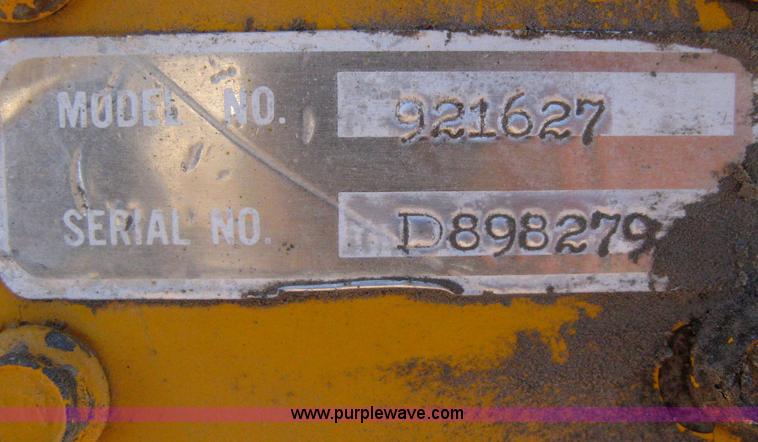 MODEL NO. 921627
SERIAL NO. D898279
www.purplewave.com